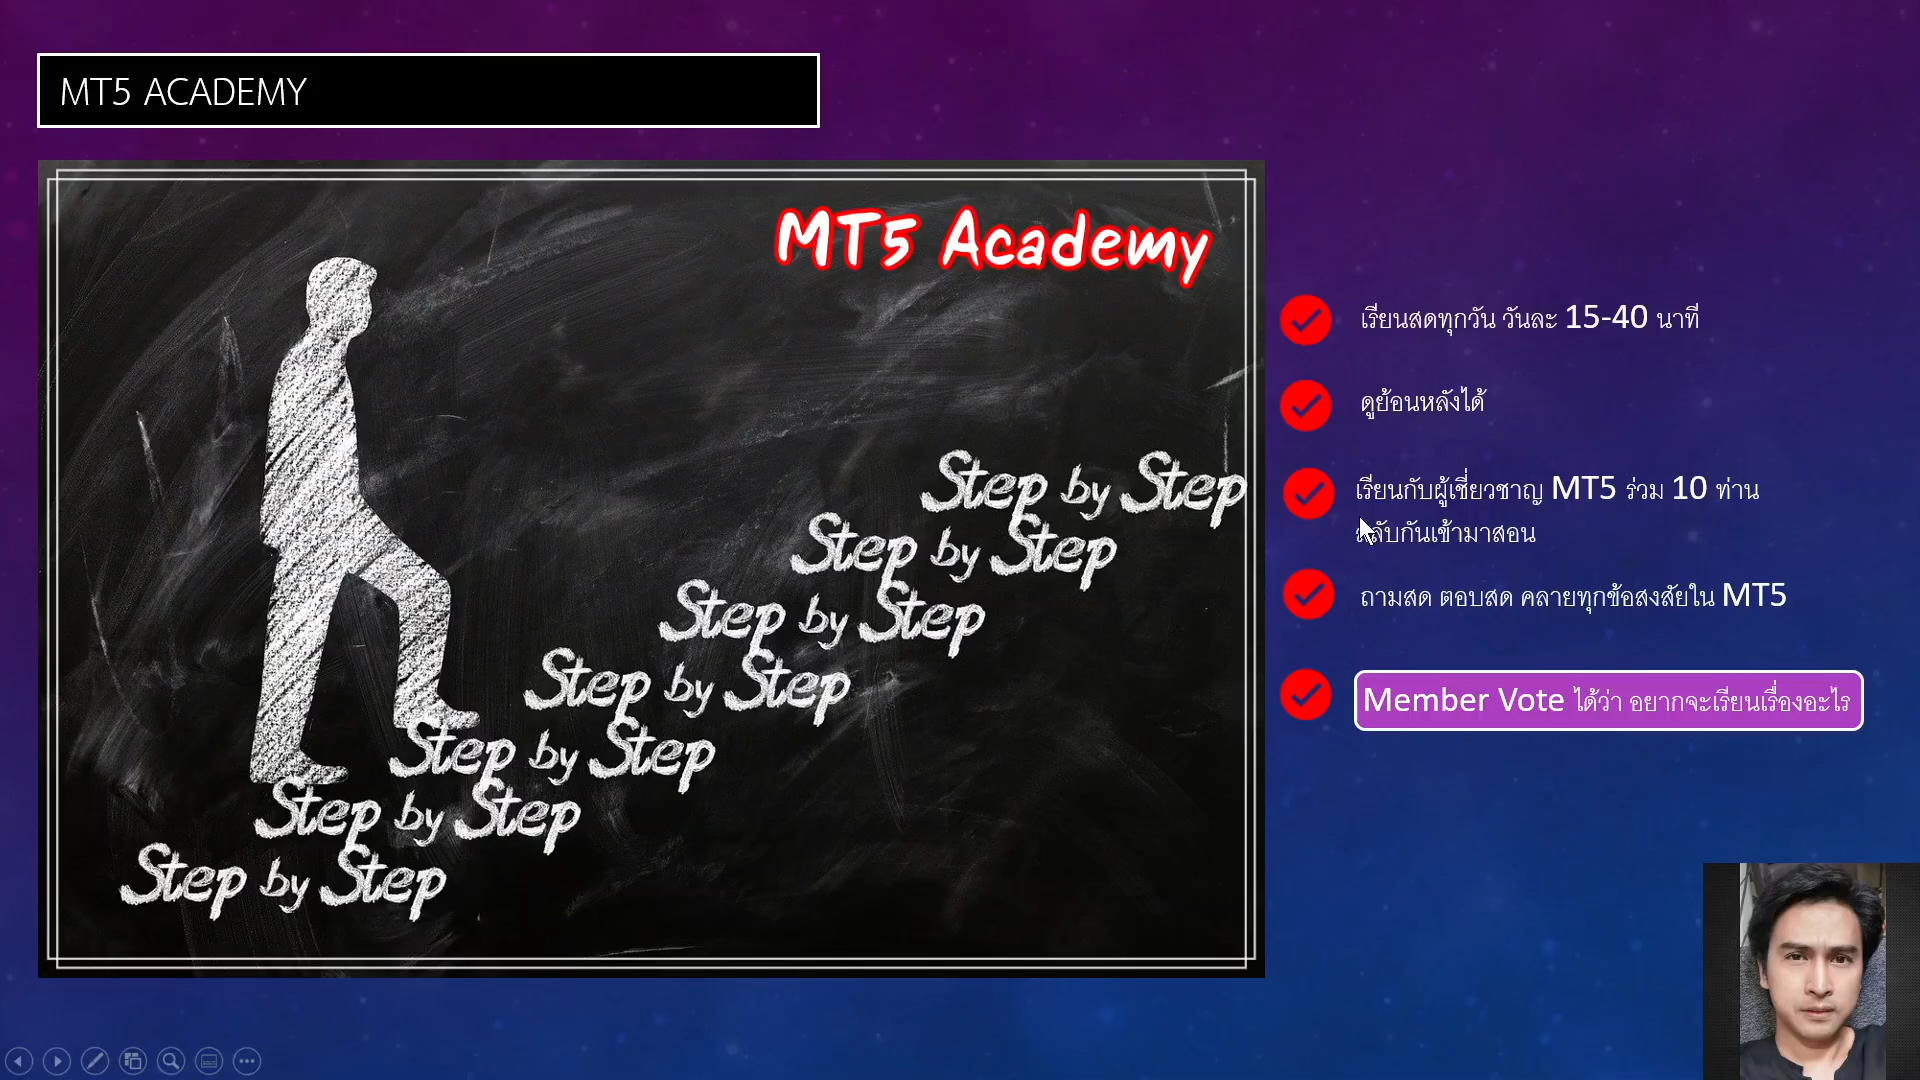 MT5 ACADEMY
MT5 Academy
Step by Step
Step by Step
Step by Step
Step by Step
Step by Step
Step by Step
Step by Step
เรียนสดทุกวัน วันละ 15-40 นาที
ดูย้อนหลังได้
เรียนกับผู้เชี่ยวชาญ MT5 ร่วม 10 ท่าน
สลับกันเข้ามาสอน
ถามสด ตอบสด คลายทุกข้อสงสัยใน MT5
Member Vote ได้ว่า อยากจะเรียนเรื่องอะไร